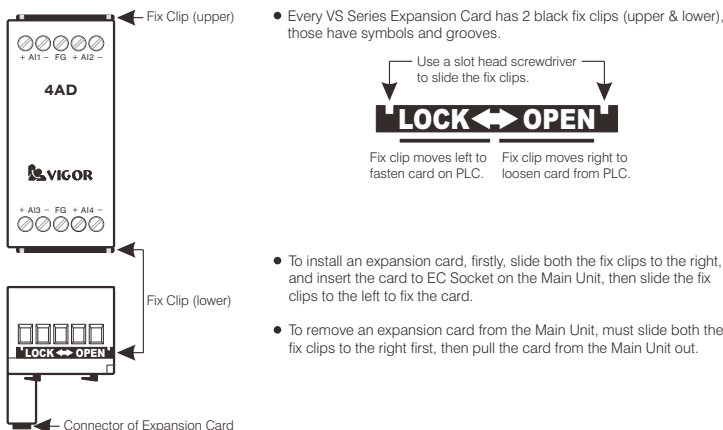 Fix Clip (upper)
+ AI1 − FG + AI2 −
4AD
VIGOR
+ AI3 − FG + AI4 −
Fix Clip (lower)
LOCK ⬌ OPEN
Connector of Expansion Card
● Every VS Series Expansion Card has 2 black fix clips (upper & lower),
those have symbols and grooves.
Use a slot head screwdriver
to slide the fix clips.
LOCK ⬌ OPEN
Fix clip moves left to
fasten card on PLC.
Fix clip moves right to
loosen card from PLC.
● To install an expansion card, firstly, slide both the fix clips to the right,
and insert the card to EC Socket on the Main Unit, then slide the fix
clips to the left to fix the card.
● To remove an expansion card from the Main Unit, must slide both the
fix clips to the right first, then pull the card from the Main Unit out.